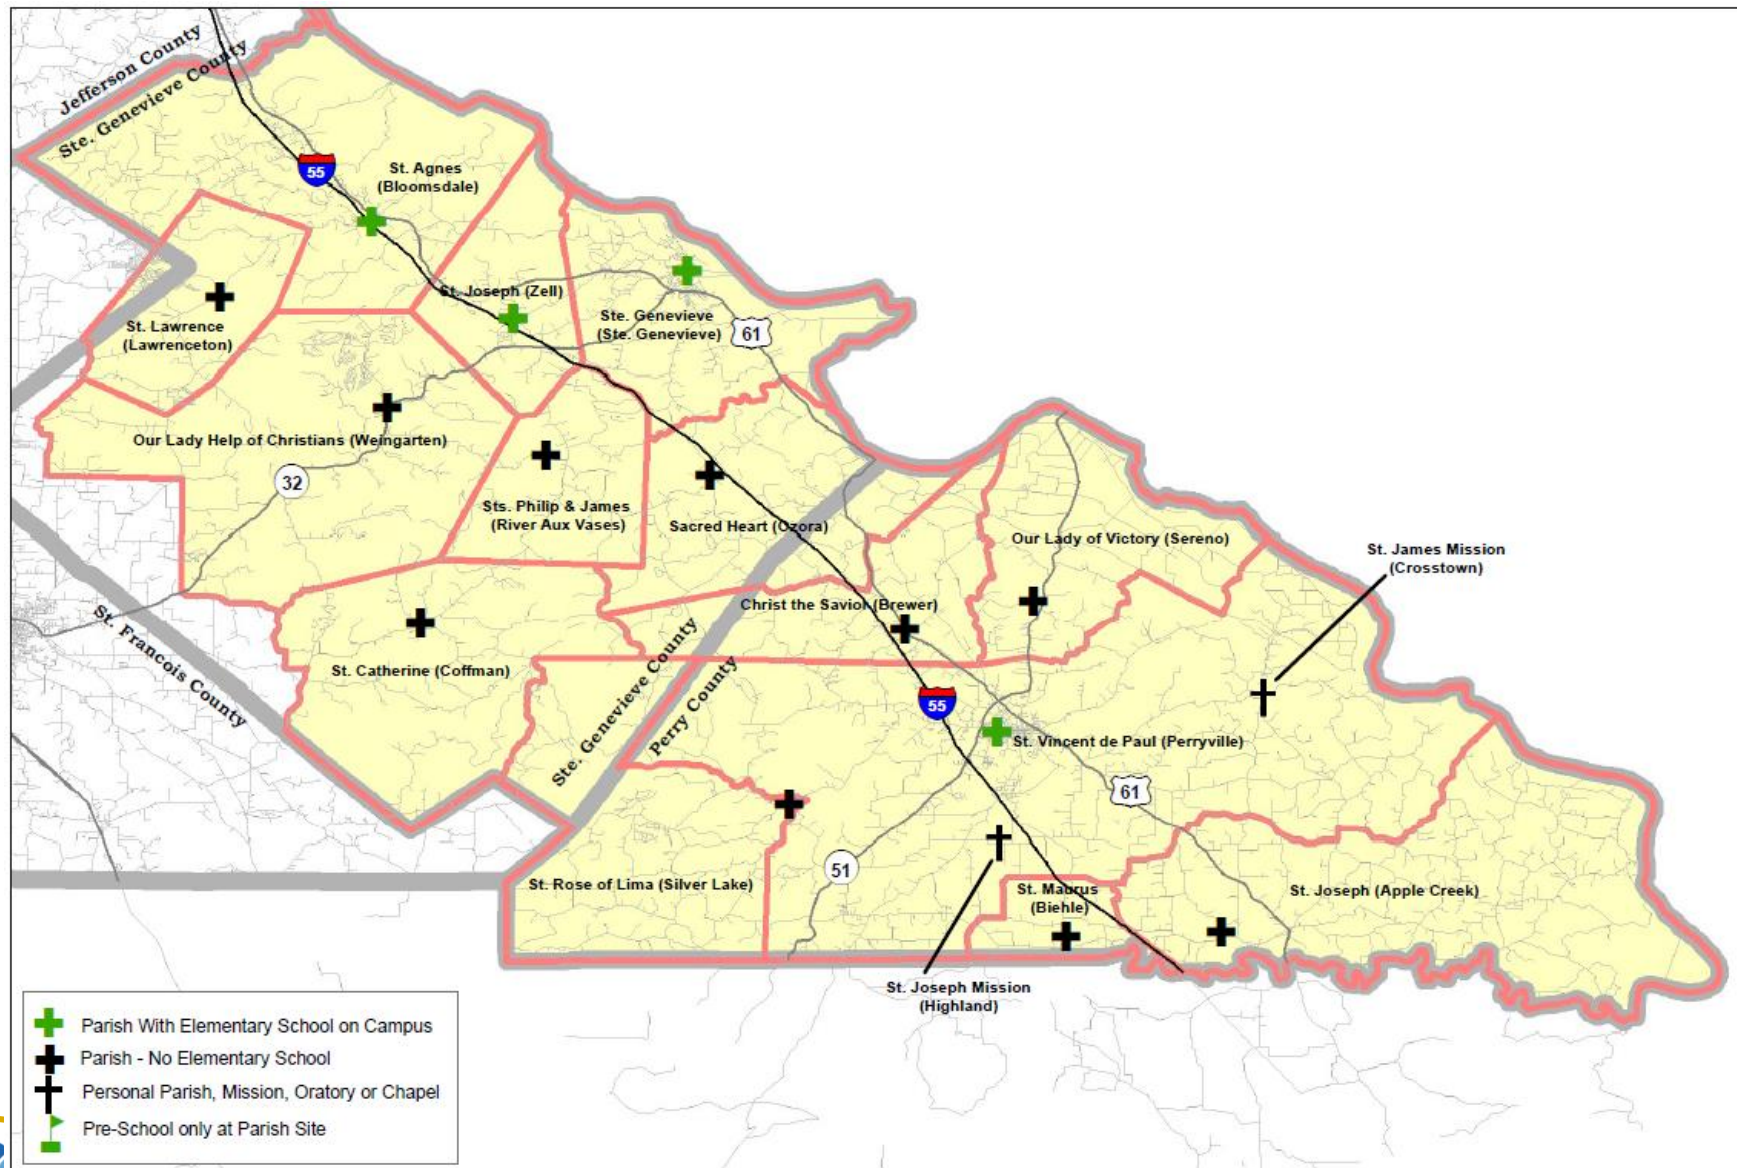 Jefferson County
Ste. Genevieve County
55
St. Agnes
(Bloomsdale)
St. Lawrence
(Lawrenceton)
St. Joseph (Zell)
Ste. Genevieve
(Ste. Genevieve)
61
Our Lady Help of Christians (Weingarten)
32
Sts. Philip & James
(River Aux Vases)
Sacred Heart (Ozora)
Our Lady of Victory (Sereno)
St. James Mission
(Crosstown)
Christ the Savior (Brewer)
St. Francois County
St. Catherine (Coffman)
Ste. Genevieve County
Perry County
55
St. Vincent de Paul (Perryville)
61
51
St. Rose of Lima (Silver Lake)
St. Maurus
(Biehle)
St. Joseph (Apple Creek)
St. Joseph Mission
(Highland)
Parish With Elementary School on Campus
Parish - No Elementary School
Personal Parish, Mission, Oratory or Chapel
Pre-School only at Parish Site